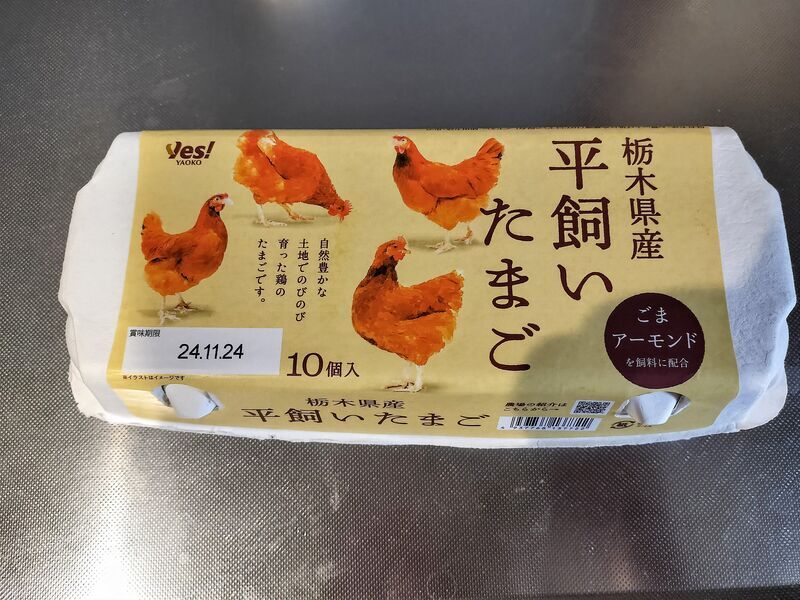 Yes!
YAOKO
栃木県産
平飼い
たまご
自然豊かな
土地でのびのび
育った鶏の
たまごです。
ごま
アーモンド
を飼料に配合
賞味期限
24.11.24
※イラストはイメージです
10個入
栃木県産
平飼いたまご
農場の紹介は
こちらから→